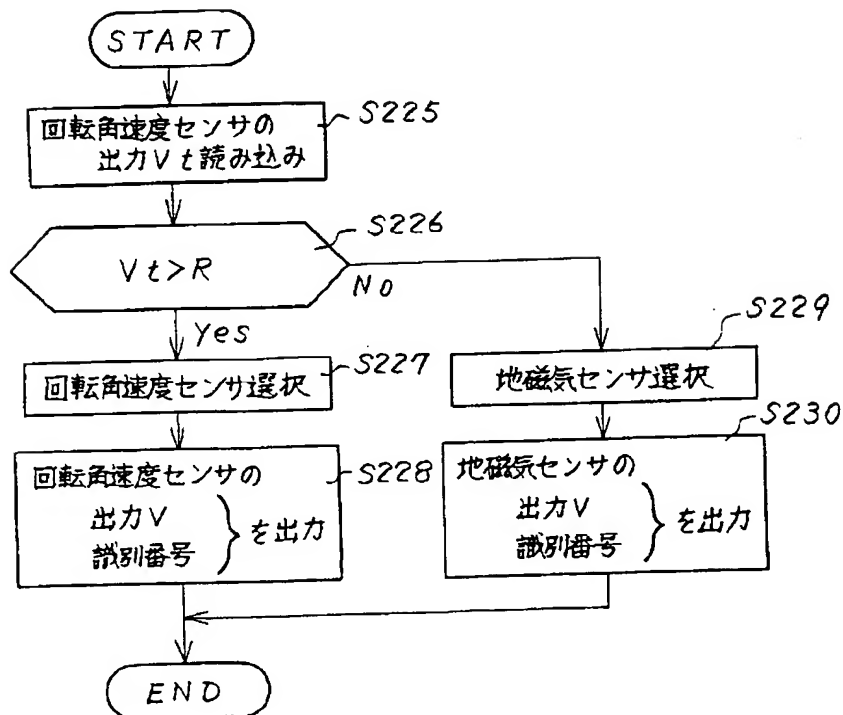 START
回転角速度センサの
出力Vt読み込み
S225
Vt>R
S226
No
Yes
回転角速度センサ選択
S227
地磁気センサ選択
S229
回転角速度センサの
出力V
識別番号
を出力
S228
地磁気センサの
出力V
識別番号
を出力
S230
END